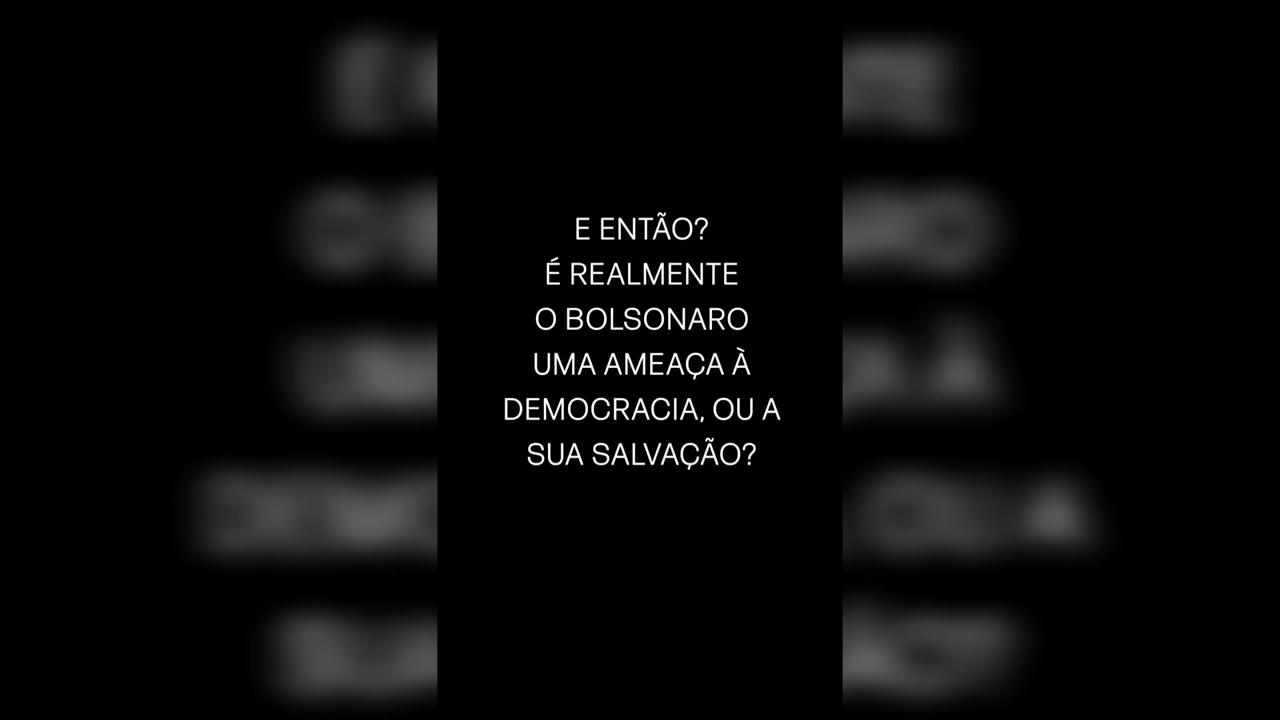 E ENTÃO?
É REALMENTE
O BOLSONARO
UMA AMEAÇA À
DEMOCRACIA, OU A
SUA SALVAÇÃO?